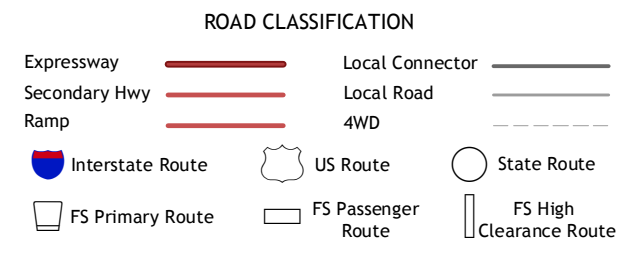 ROAD CLASSIFICATION
Expressway
Local Connector
Secondary Hwy
Local Road
Ramp
4WD
Interstate Route
US Route
State Route
FS Primary Route
FS Passenger
Route
FS High
Clearance Route